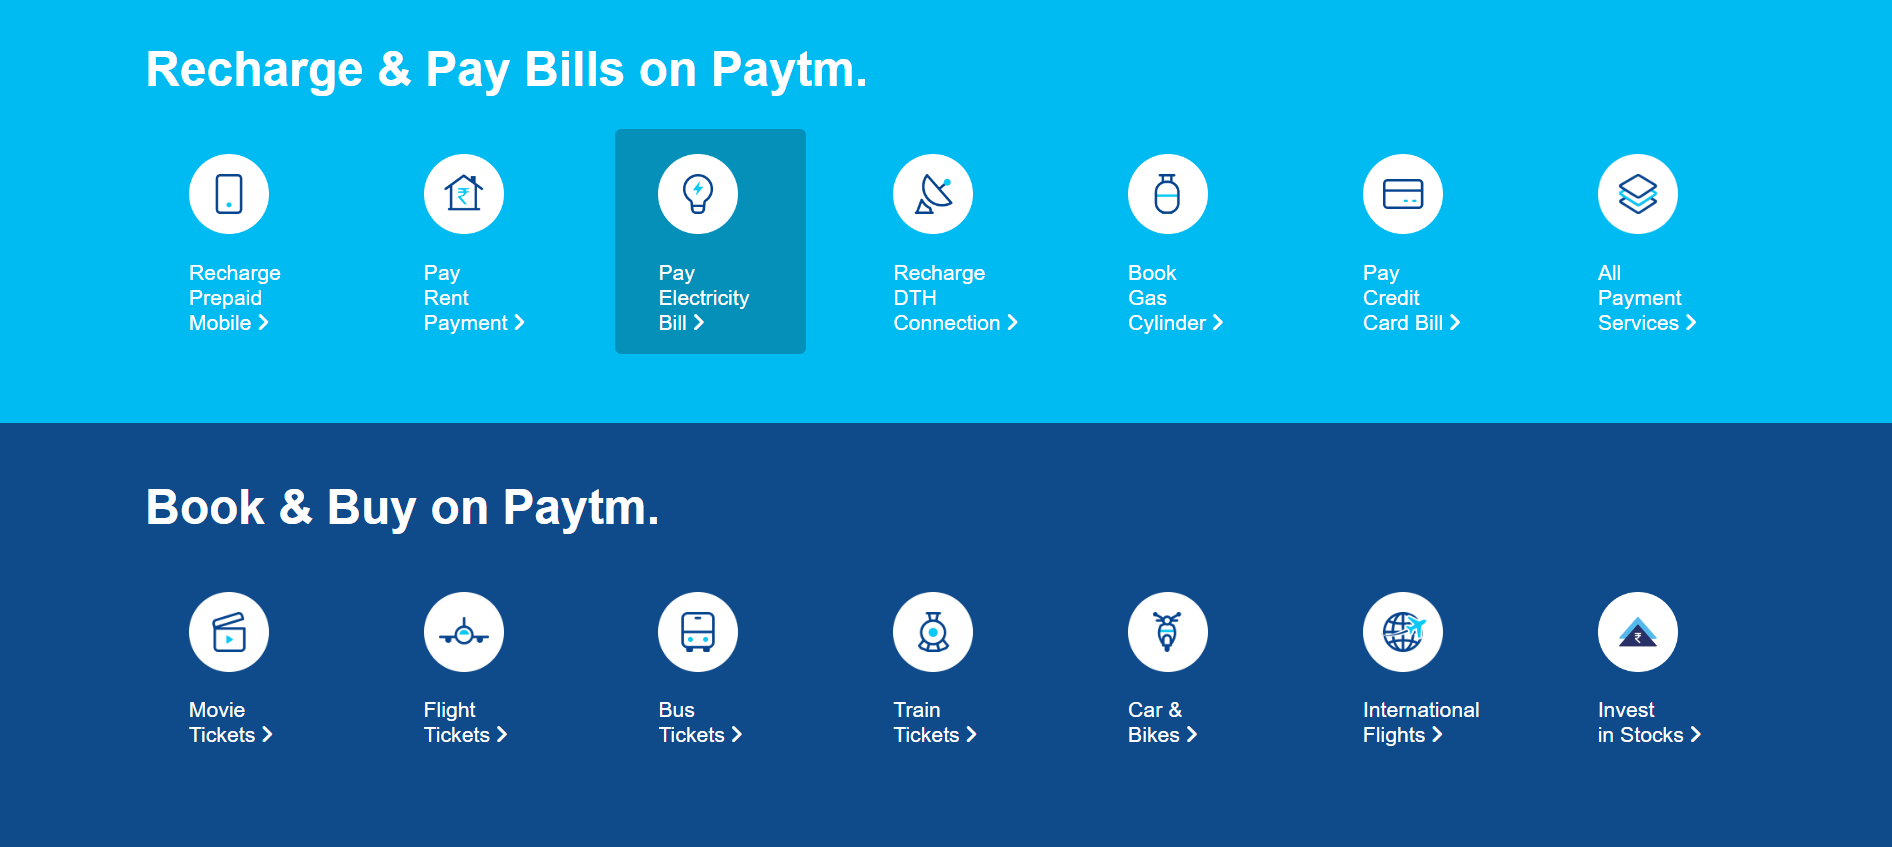 Recharge & Pay Bills on Paytm.
Recharge
Prepaid
Mobile
Pay
Rent
Payment
Pay
Electricity
Bill
Recharge
DTH
Connection
Book
Gas
Cylinder
Pay
Credit
Card Bill
All
Payment
Services
Book & Buy on Paytm.
Movie
Tickets
Flight
Tickets
Bus
Tickets
Train
Tickets
Car &
Bikes
International
Flights
Invest
in Stocks